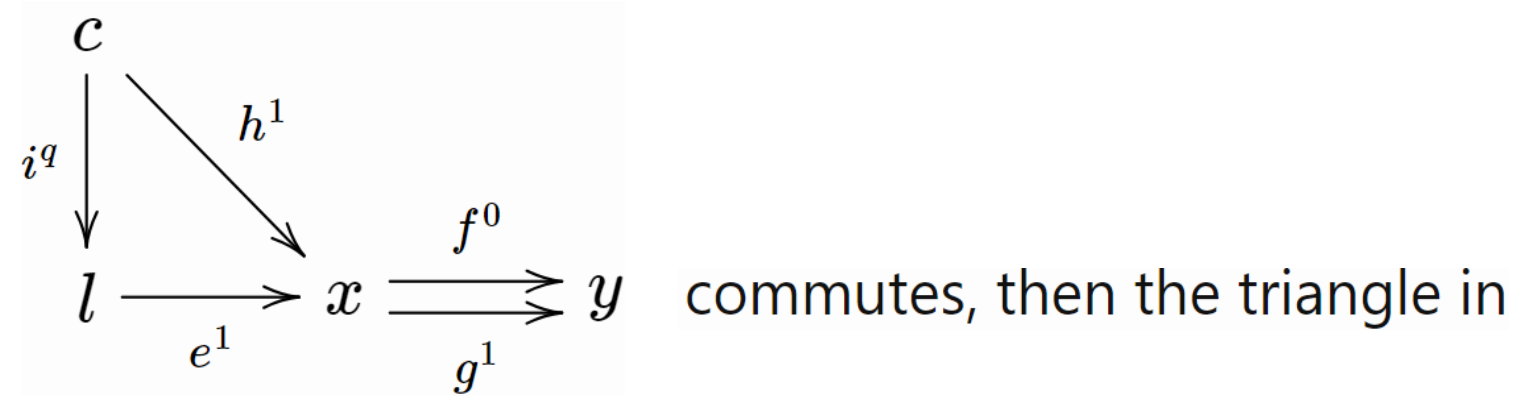 c
h^1
i^q
f^0
l x y commutes, then the triangle in
e^1
g^1